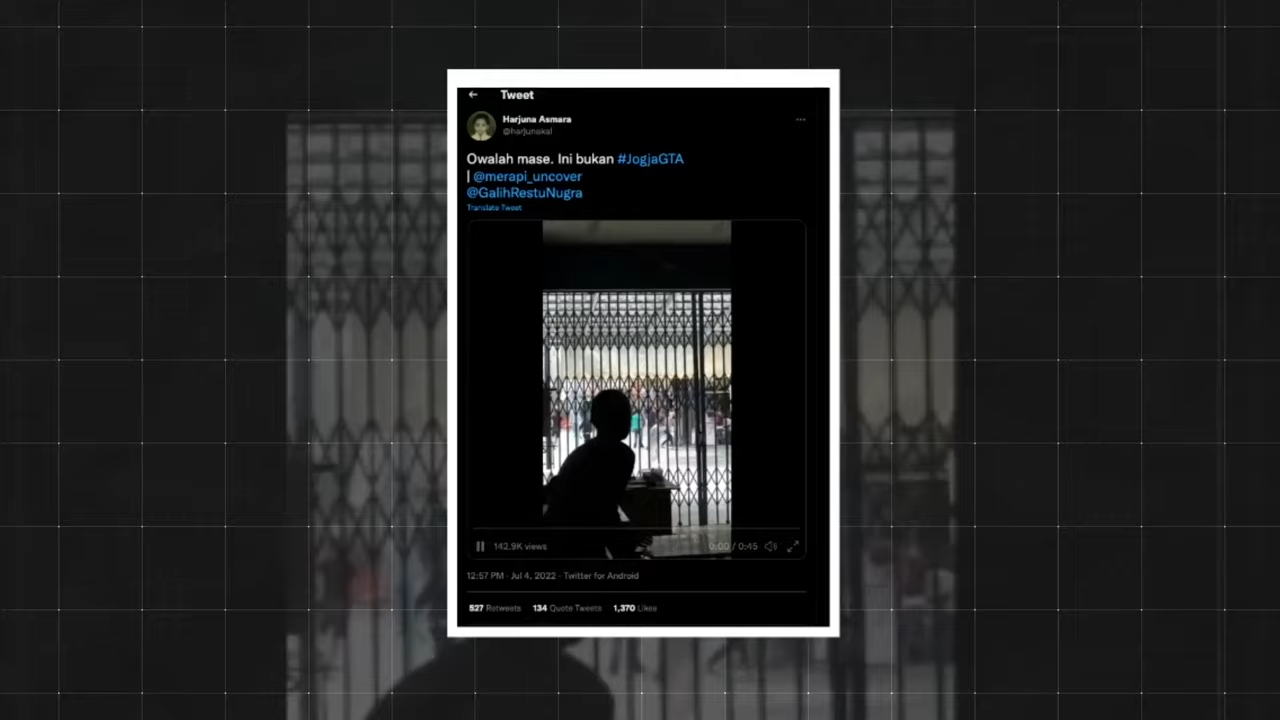 Tweet
Harjuna Asmara
@harjunakal
Owalah mase. Ini bukan #JogjaGTA
| @merapi_uncover
@GalihRestuNugra
Translate Tweet
142.9K views
0:00 / 0:45
12:57 PM · Jul 4, 2022 · Twitter for Android
527 Retweets 134 Quote Tweets 1,370 Likes